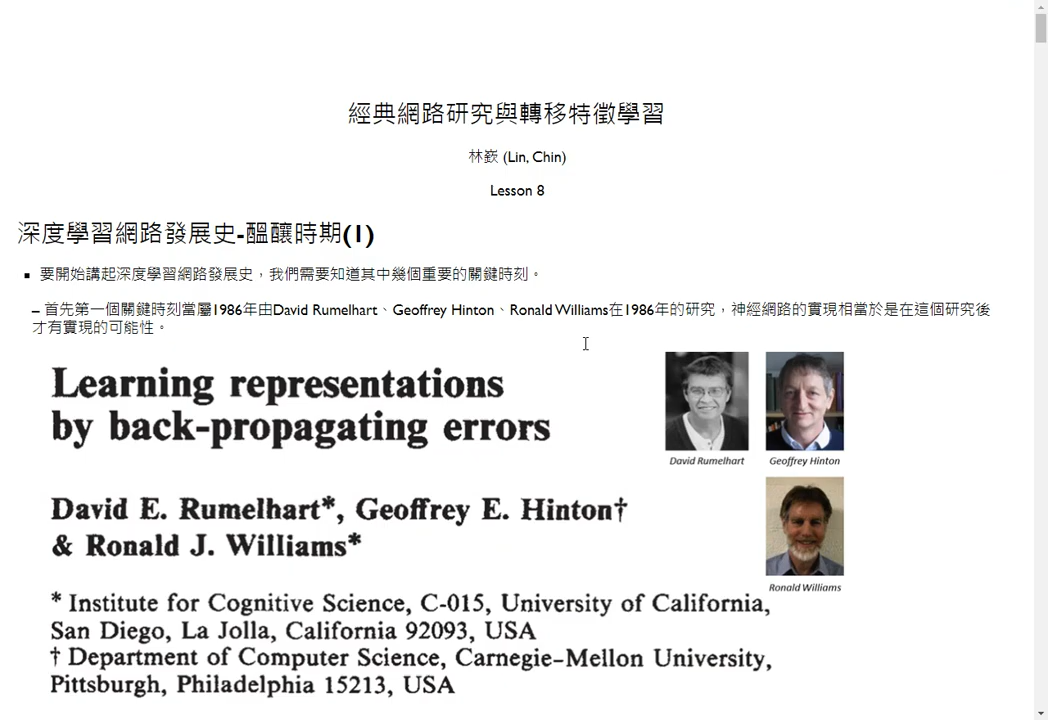 經典網路研究與轉移特徵學習
林嶔 (Lin, Chin)
Lesson 8
深度學習網路發展史-醞釀時期(1)
▪ 要開始講起深度學習網路發展史，我們需要知道其中幾個重要的關鍵時刻。
– 首先第一個關鍵時刻當屬1986年由David Rumelhart、Geoffrey Hinton、Ronald Williams在1986年的研究，神經網路的實現相當於是在這個研究後
才有實現的可能性。
Learning representations
by back-propagating errors
David Rumelhart
Geoffrey Hinton
David E. Rumelhart*, Geoffrey E. Hinton†
& Ronald J. Williams*
Ronald Williams
* Institute for Cognitive Science, C-015, University of California,
San Diego, La Jolla, California 92093, USA
† Department of Computer Science, Carnegie-Mellon University,
Pittsburgh, Philadelphia 15213, USA